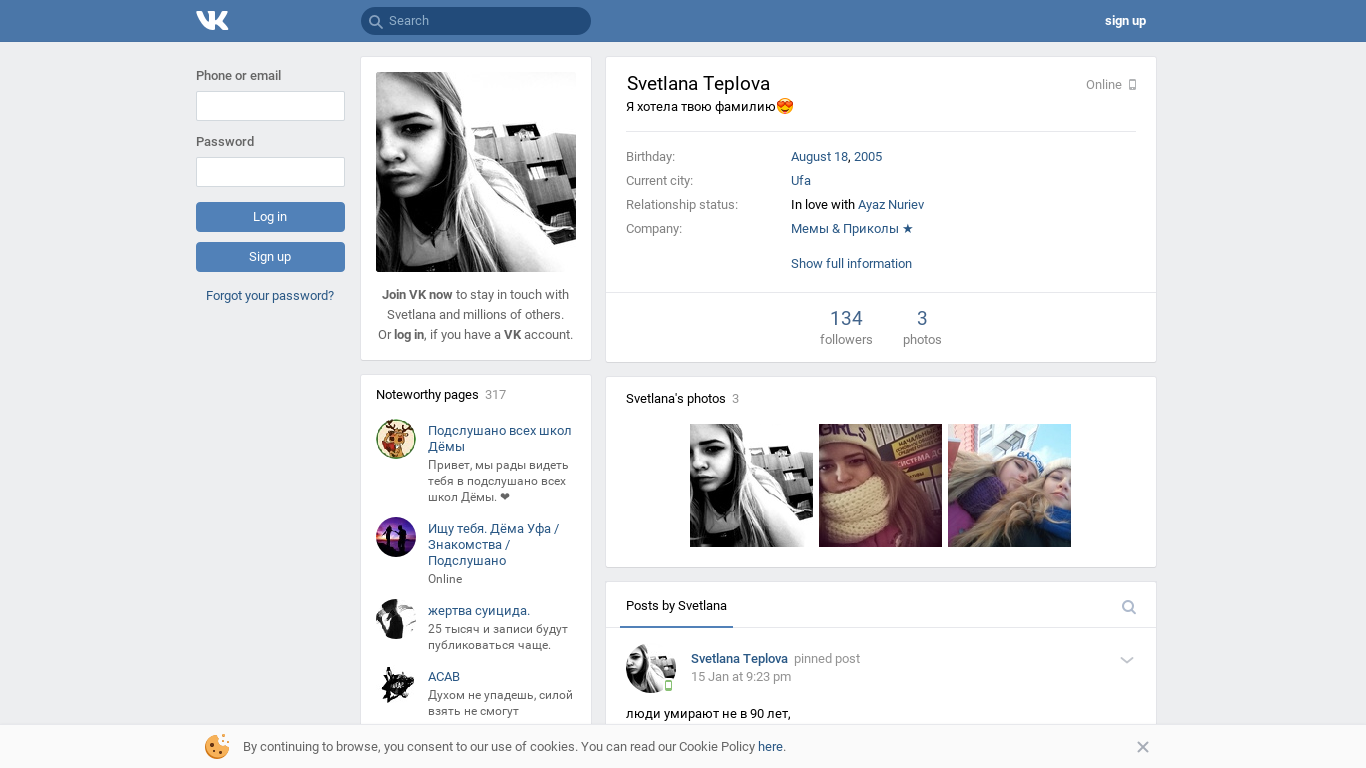 Search
sign up
Phone or email
Password
Log in
Sign up
Forgot your password?
Join VK now to stay in touch with
Svetlana and millions of others.
Or log in, if you have a VK account.
Noteworthy pages 317
Подслушано всех школ
Дёмы
Привет, мы рады видеть
тебя в подслушано всех
школ Дёмы. ❤
Ищу тебя. Дёма Уфа /
Знакомства /
Подслушано
Online
жертва суицида.
25 тысяч и записи будут
публиковаться чаще.
ACAB
Духом не упадешь, силой
взять не смогут
Svetlana Teplova
Online
Я хотела твою фамилию😍
Birthday: August 18, 2005
Current city: Ufa
Relationship status: In love with Ayaz Nuriev
Company: Мемы & Приколы ★
Show full information
134 3
followers photos
Svetlana's photos 3
Posts by Svetlana
Svetlana Teplova pinned post
15 Jan at 9:23 pm
люди умирают не в 90 лет,
By continuing to browse, you consent to our use of cookies. You can read our Cookie Policy here.